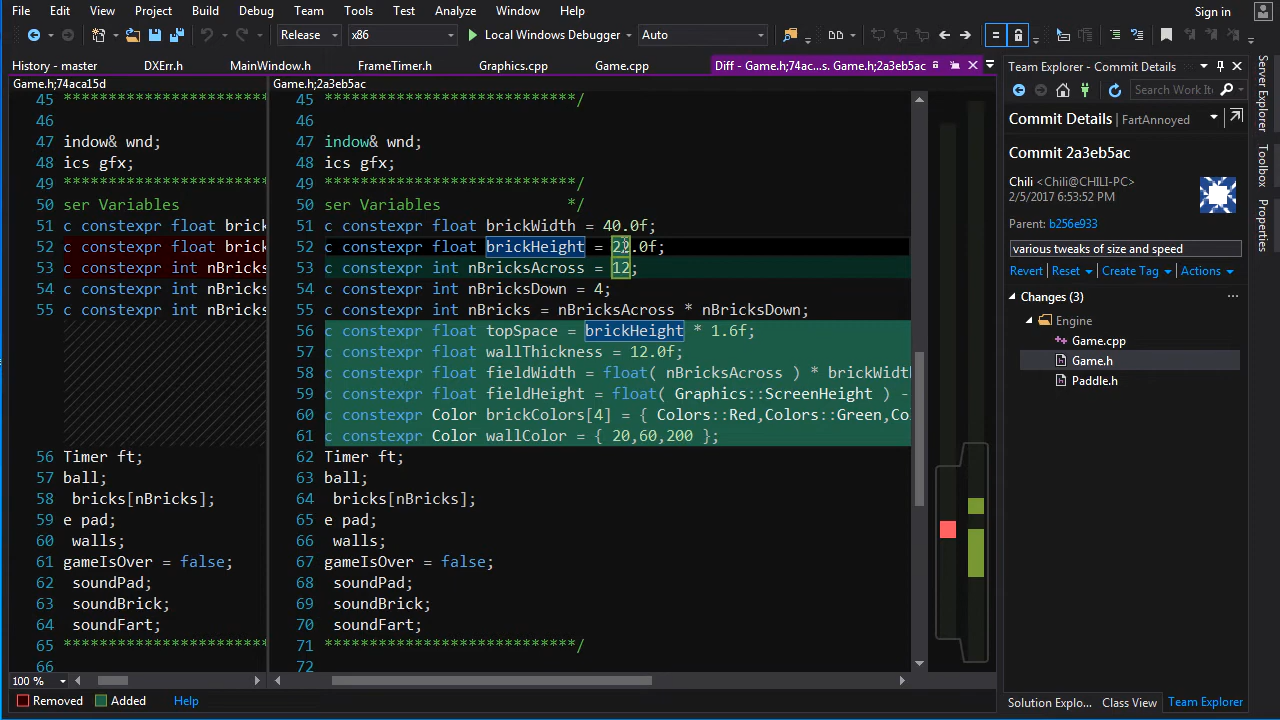 File Edit View Project Build Debug Team Tools Test Analyze Window Help Sign in
Release x86 Local Windows Debugger Auto
History - master DXErr.h MainWindow.h FrameTimer.h Graphics.cpp Game.cpp Diff - Game.h;74ac...s. Game.h;2a3eb5ac
Game.h;74aca15d
45 ****************************/
46
47 indow& wnd;
48 ics gfx;
49 ****************************/
50 ser Variables
51 c constexpr float brick
52 c constexpr float brick
53 c constexpr int nBricks
54 c constexpr int nBricks
55 c constexpr int nBricks
56 Timer ft;
57 ball;
58 bricks[nBricks];
59 e pad;
60 walls;
61 gameIsOver = false;
62 soundPad;
63 soundBrick;
64 soundFart;
65 ****************************/
66
Game.h;2a3eb5ac
45 ****************************/
46
47 indow& wnd;
48 ics gfx;
49 ****************************/
50 ser Variables */
51 c constexpr float brickWidth = 40.0f;
52 c constexpr float brickHeight = 22.0f;
53 c constexpr int nBricksAcross = 12;
54 c constexpr int nBricksDown = 4;
55 c constexpr int nBricks = nBricksAcross * nBricksDown;
56 c constexpr float topSpace = brickHeight * 1.6f;
57 c constexpr float wallThickness = 12.0f;
58 c constexpr float fieldWidth = float( nBricksAcross ) * brickWidth
59 c constexpr float fieldHeight = float( Graphics::ScreenHeight ) -
60 c constexpr Color brickColors[4] = { Colors::Red,Colors::Green,Co
61 c constexpr Color wallColor = { 20,60,200 };
62 Timer ft;
63 ball;
64 bricks[nBricks];
65 e pad;
66 walls;
67 gameIsOver = false;
68 soundPad;
69 soundBrick;
70 soundFart;
71 ****************************/
72
100 %
Removed Added Help
Team Explorer - Commit Details
Search Work Ite
Commit Details | FartAnnoyed
Commit 2a3eb5ac
Chili <Chili@CHILI-PC>
2/5/2017 6:53:52 PM
Parent: b256e933
various tweaks of size and speed
Revert Reset Create Tag Actions
Changes (3)
Engine
Game.cpp
Game.h
Paddle.h
Solution Explo... Class View Team Explorer
Server Explorer
Toolbox